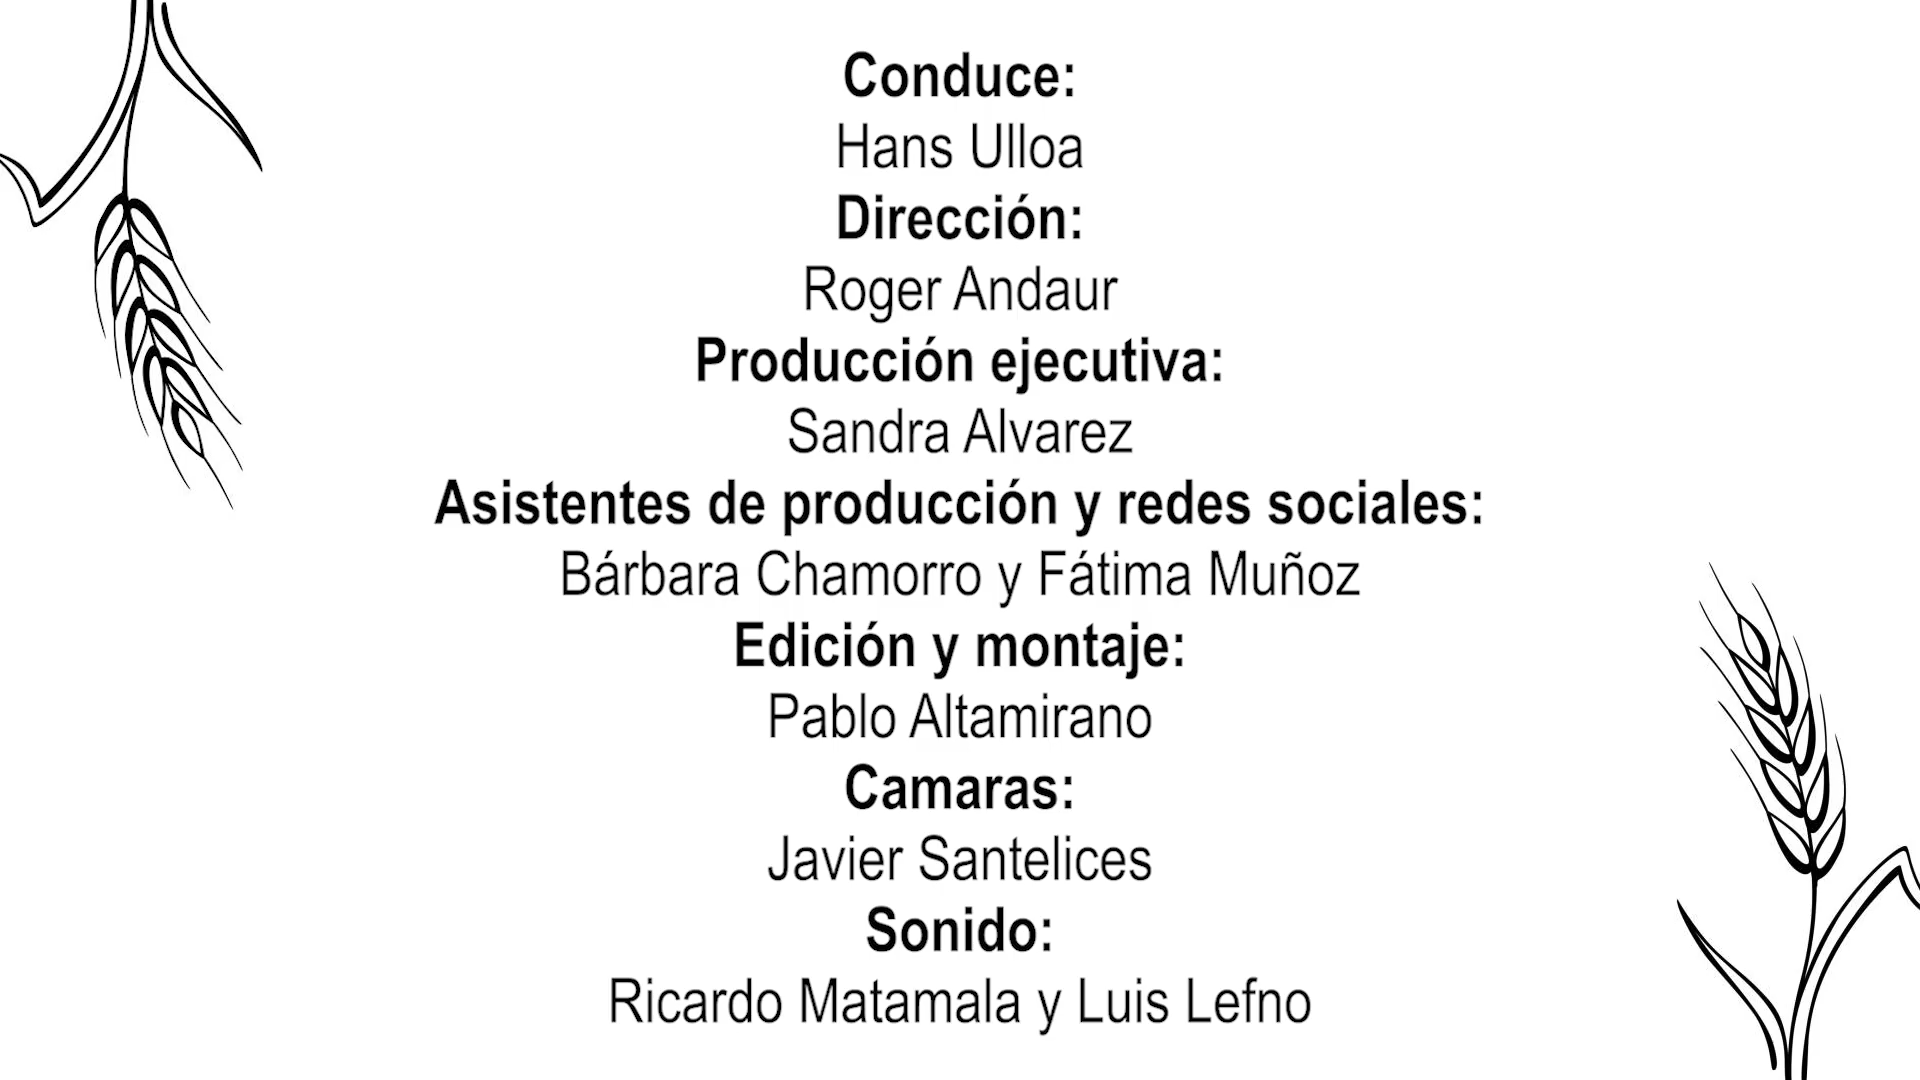 Conduce:
Hans Ulloa
Dirección:
Roger Andaur
Producción ejecutiva:
Sandra Alvarez
Asistentes de producción y redes sociales:
Bárbara Chamorro y Fátima Muñoz
Edición y montaje:
Pablo Altamirano
Camaras:
Javier Santelices
Sonido:
Ricardo Matamala y Luis Lefno